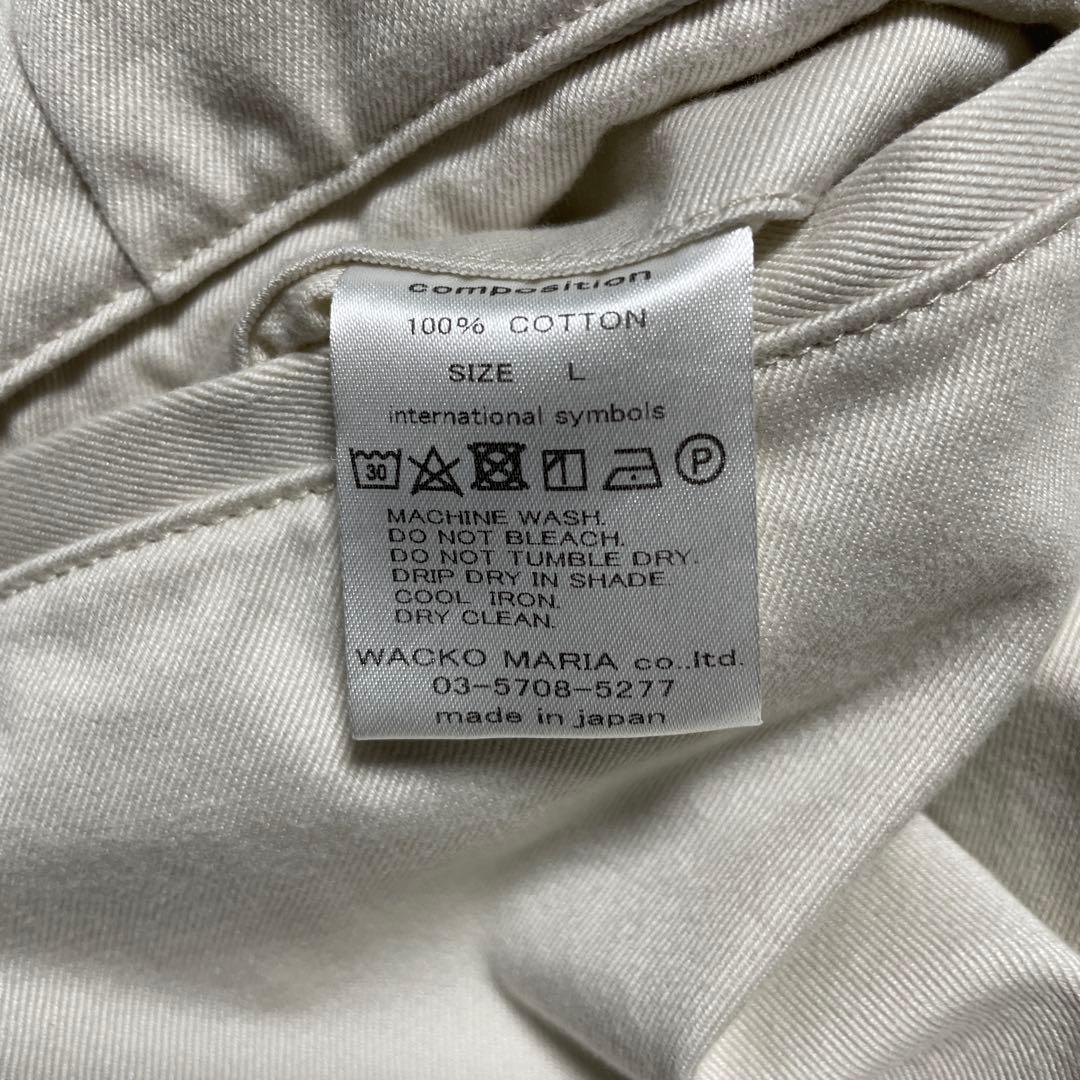 composition
100% COTTON
SIZE L
international symbols
30 P
MACHINE WASH.
DO NOT BLEACH.
DO NOT TUMBLE DRY.
DRIP DRY IN SHADE
COOL IRON.
DRY CLEAN.
WACKO MARIA co.,ltd.
03-5708-5277
made in japan